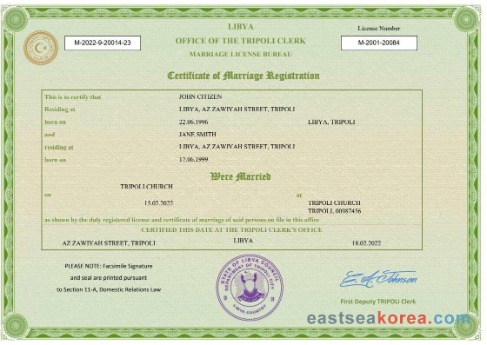 LIBYA
License Number
M-2022-9-20014-23
OFFICE OF THE TRIPOLI CLERK
M-2001-20084
MARRIAGE LICENSE BUREAU
Certificate of Marriage Registration
This is to certify that JOHN CITIZEN
Residing at LIBYA, AZ ZAWIYAH STREET, TRIPOLI
born on 22.06.1996 LIBYA, TRIPOLI
and JANE SMITH
residing at LIBYA, AZ ZAWIYAH STREET, TRIPOLI
born on 17.06.1999
Were Married
TRIPOLI CHURCH
on at
15.02.2022 TRIPOLI CHURCH
TRIPOLI, 00987456
as shown by the duly registered license and certificate of marriage of said persons on file in this office
CERTIFIED THIS DATE AT THE TRIPOLI CLERK'S OFFICE
AZ ZAWIYAH STREET, TRIPOLI LIBYA 18.02.2022
PLEASE NOTE: Facsimile Signature
and seal are printed pursuant
to Section 11-A, Domestic Relations Law
STATE OF LIBYA COUNCIL
LIBYA COUNTRY
First Deputy TRIPOLI Clerk
eastseakorea.com